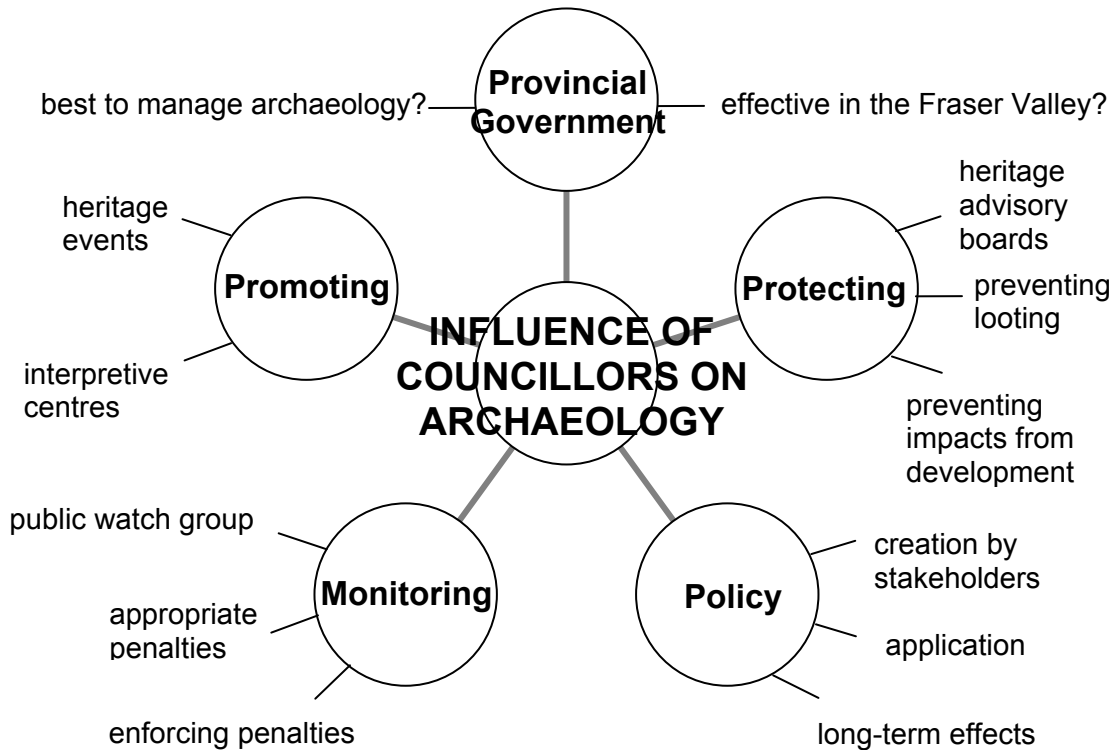 Provincial
Government
best to manage archaeology?
effective in the Fraser Valley?
heritage
events
Promoting
interpretive
centres
heritage
advisory
boards
Protecting
preventing
looting
preventing
impacts from
development
INFLUENCE OF
COUNCILLORS ON
ARCHAEOLOGY
public watch group
Monitoring
appropriate
penalties
enforcing penalties
Policy
creation by
stakeholders
application
long-term effects